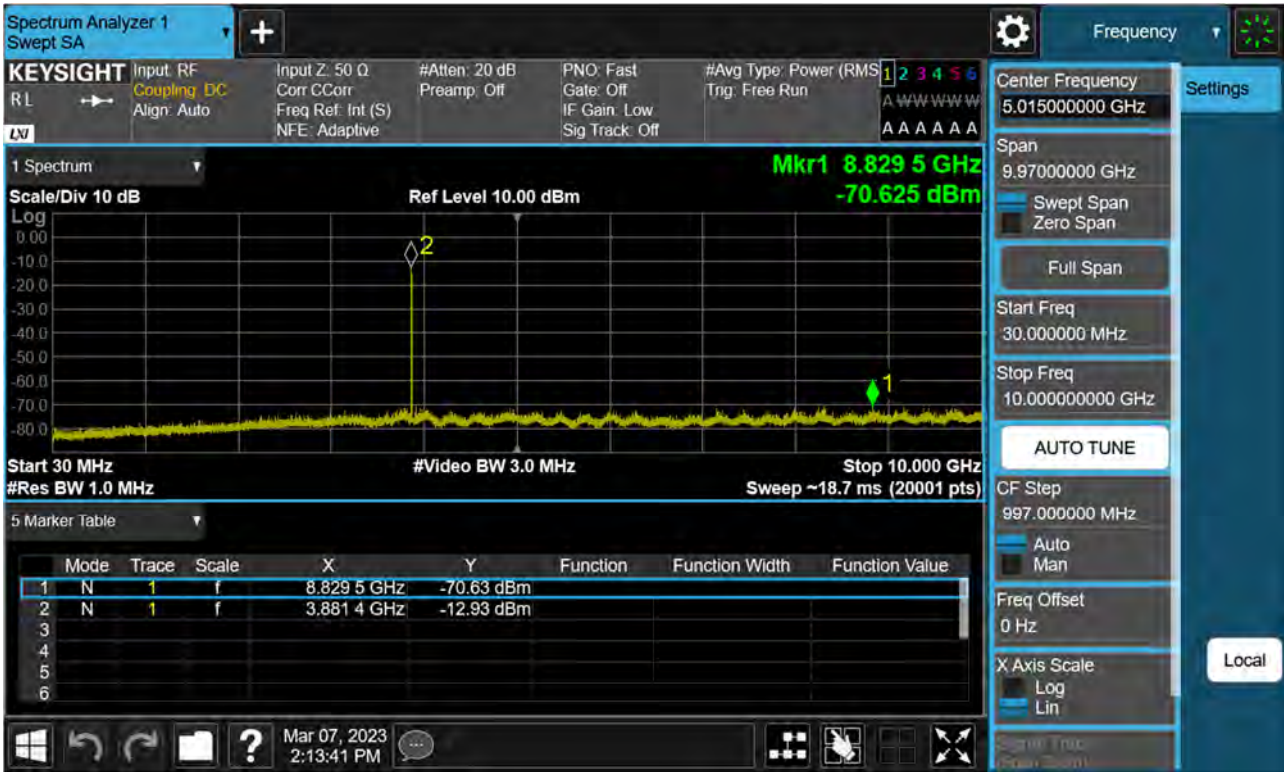 Spectrum Analyzer 1
Swept SA
Frequency
KEYSIGHT
R L
LXI
Input: RF
Coupling: DC
Align: Auto
Input Z: 50 Ω
Corr CCorr
Freq Ref: Int (S)
NFE: Adaptive
#Atten: 20 dB
Preamp: Off
PNO: Fast
Gate: Off
IF Gain: Low
Sig Track: Off
#Avg Type: Power (RMS
Trig: Free Run
1 2 3 4 5 6
A W W W W W
A A A A A A
Center Frequency
5.015000000 GHz
Settings
Span
9.97000000 GHz
Swept Span
Zero Span
Full Span
Start Freq
30.000000 MHz
Stop Freq
10.000000000 GHz
AUTO TUNE
CF Step
997.000000 MHz
Auto
Man
Freq Offset
0 Hz
X Axis Scale
Log
Lin
Local
1 Spectrum
Mkr1 8.829 5 GHz
-70.625 dBm
Scale/Div 10 dB
Ref Level 10.00 dBm
Log
0.00
-10.0
-20.0
-30.0
-40.0
-50.0
-60.0
-70.0
-80.0
2
1
Start 30 MHz
#Video BW 3.0 MHz
Stop 10.000 GHz
#Res BW 1.0 MHz
Sweep ~18.7 ms (20001 pts)
5 Marker Table
Mode Trace Scale X Y Function Function Width Function Value
1 N 1 f 8.829 5 GHz -70.63 dBm
2 N 1 f 3.881 4 GHz -12.93 dBm
3
4
5
6
?
Mar 07, 2023
2:13:41 PM